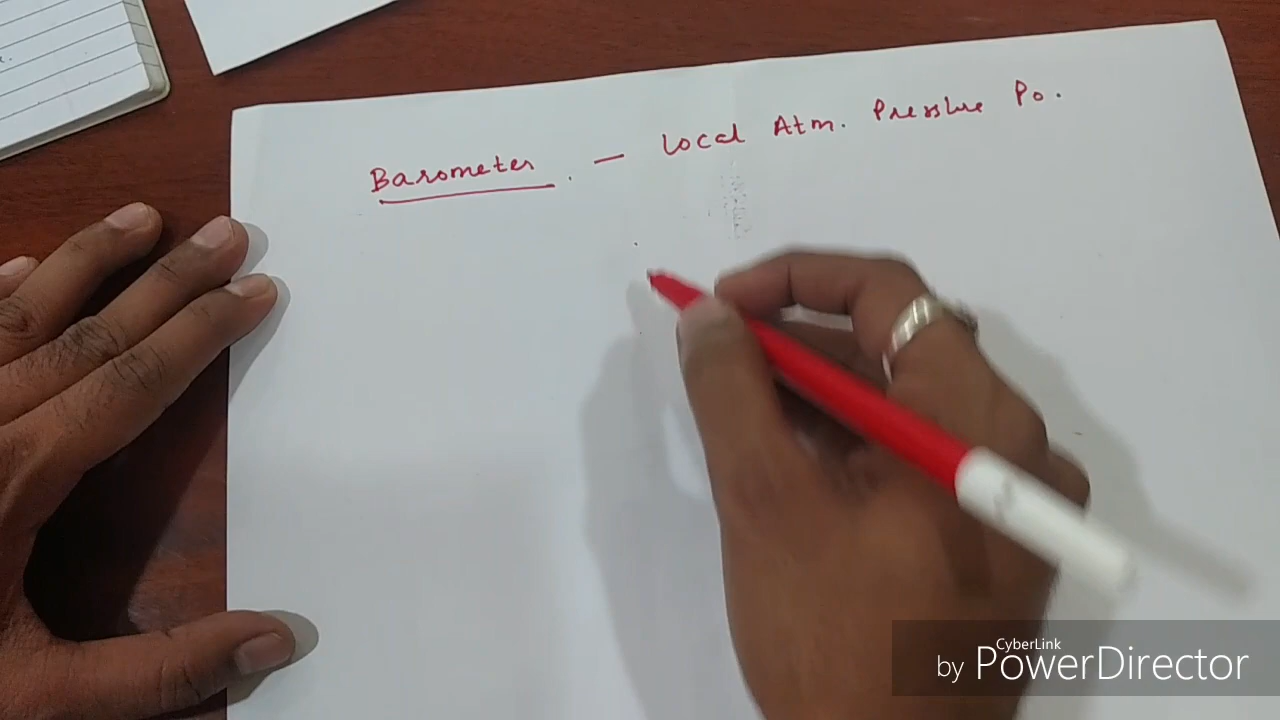 Barometer. — Local Atm. Pressure Po.
CyberLink
by PowerDirector